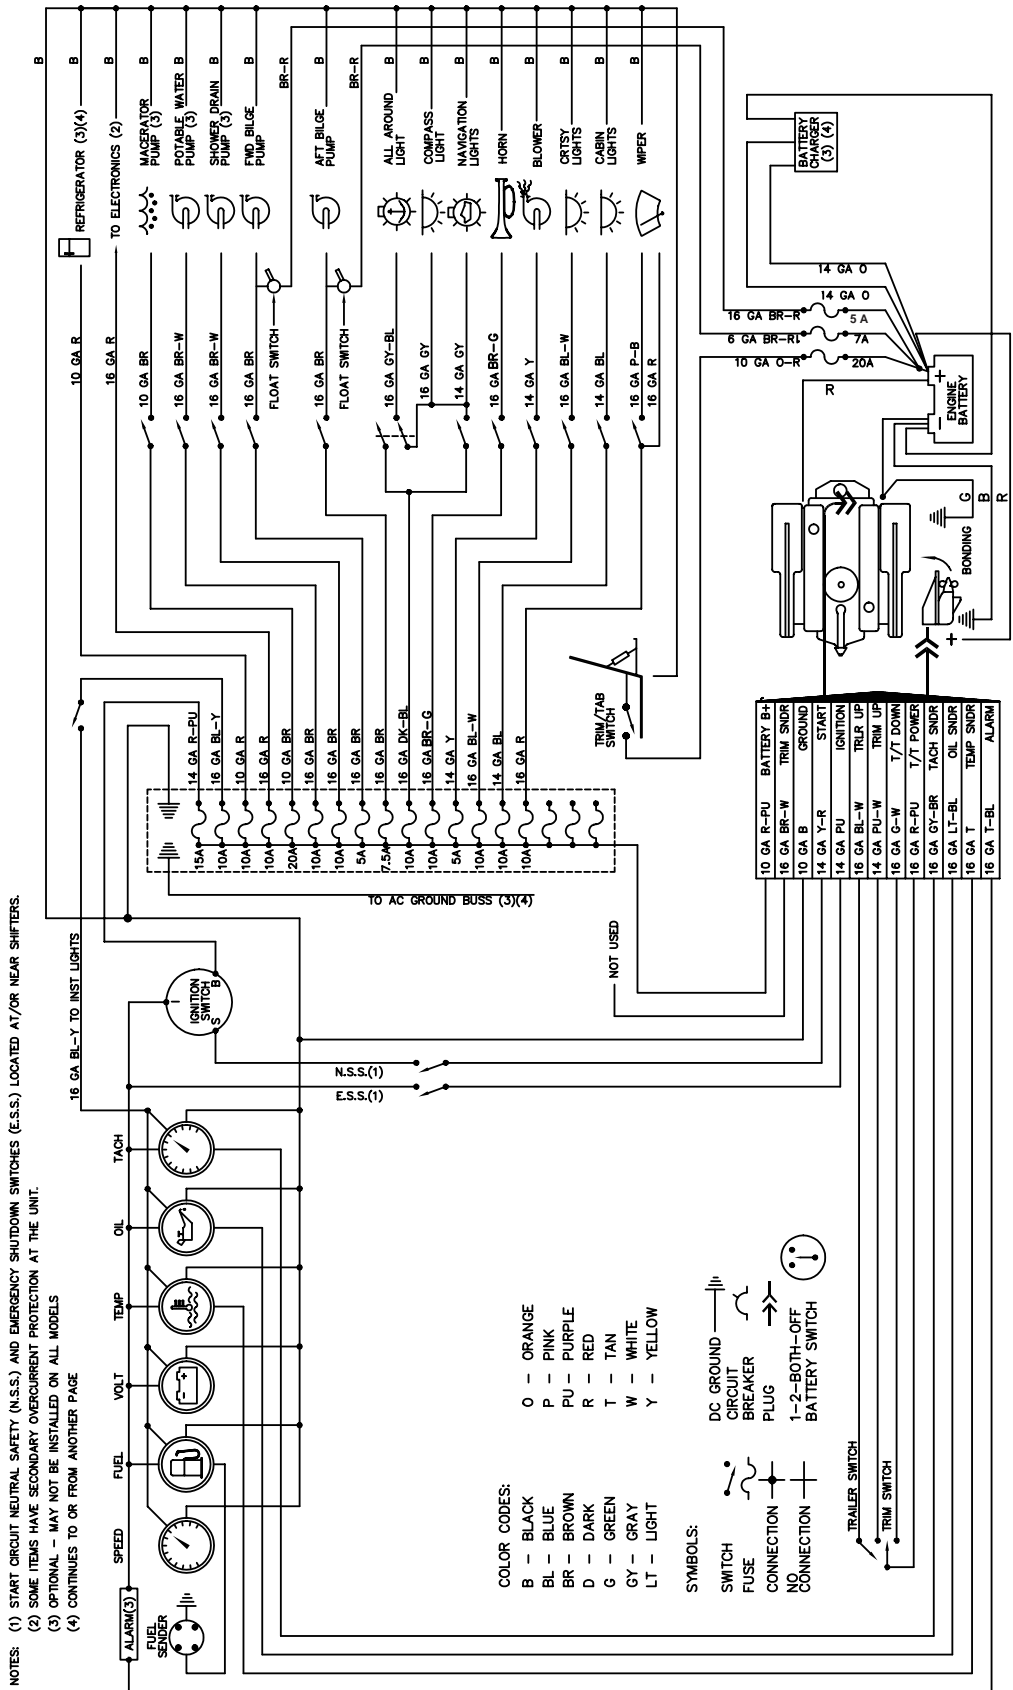 NOTES: (1) START CIRCUIT NEUTRAL SAFETY (N.S.S.) AND EMERGENCY SHUTDOWN SWITCHES (E.S.S.) LOCATED AT/OR NEAR SHIFTERS.
(2) SOME ITEMS HAVE SECONDARY OVERCURRENT PROTECTION AT THE UNIT.
(3) OPTIONAL - MAY NOT BE INSTALLED ON ALL MODELS
(4) CONTINUES TO OR FROM ANOTHER PAGE
B
B
B
B
B
B
B
BR-R
B
BR-R
B
B
B
B
B
B
B
B
REFRIGERATOR (3)(4)
TO ELECTRONICS (2)
MACERATOR
PUMP (3)
POTABLE WATER
PUMP (3)
SHOWER DRAIN
PUMP (3)
FWD BILGE
PUMP
AFT BILGE
PUMP
ALL AROUND
LIGHT
COMPASS
LIGHT
NAVIGATION
LIGHTS
HORN
BLOWER
CRTSY
LIGHTS
CABIN
LIGHTS
WIPER
10 GA R
16 GA R
10 GA BR
16 GA BR-W
16 GA BR-W
16 GA BR
FLOAT SWITCH
16 GA BR
FLOAT SWITCH
16 GA GY-BL
16 GA GY
14 GA GY
16 GA BR-G
14 GA Y
16 GA BL-W
14 GA BL
16 GA P-B
16 GA R
BATTERY
CHARGER
(3) (4)
14 GA O
14 GA O
16 GA BR-R
5 A
6 GA BR-R1
7A
10 GA O-R
20A
R
+
-
ENGINE
BATTERY
G
B
R
BONDING
+
TRIM/TAB
SWITCH
14 GA R-PU
16 GA BL-Y
10 GA R
16 GA R
10 GA BR
16 GA BR
16 GA BR
16 GA BR
16 GA BR
16 GA DK-BL
16 GA BR-G
14 GA Y
16 GA BL-W
14 GA BL
16 GA R
15A
10A
10A
10A
20A
10A
10A
5A
7.5A
10A
10A
5A
10A
10A
10A
TO AC GROUND BUSS (3)(4)
10 GA R-PU BATTERY B+
16 GA BR-W TRIM SNDR
10 GA B GROUND
14 GA Y-R START
14 GA PU IGNITION
16 GA BL-W TRLR UP
14 GA PU-W TRIM UP
16 GA G-W T/T DOWN
16 GA R-PU T/T POWER
16 GA GY-BR TACH SNDR
16 GA LT-BL OIL SNDR
16 GA T TEMP SNDR
16 GA T-BL ALARM
NOT USED
16 GA BL-Y TO INST LIGHTS
IGNITION
SWITCH
I
B
S
N.S.S.(1)
E.S.S.(1)
TACH
OIL
TEMP
VOLT
+
-
FUEL
SPEED
ALARM(3)
FUEL
SENDER
COLOR CODES:
B - BLACK
BL - BLUE
BR - BROWN
D - DARK
G - GREEN
GY - GRAY
LT - LIGHT
O - ORANGE
P - PINK
PU - PURPLE
R - RED
T - TAN
W - WHITE
Y - YELLOW
SYMBOLS:
SWITCH
FUSE
CONNECTION
NO
CONNECTION
DC GROUND
CIRCUIT
BREAKER
PLUG
1-2-BOTH-OFF
BATTERY SWITCH
TRAILER SWITCH
TRIM SWITCH